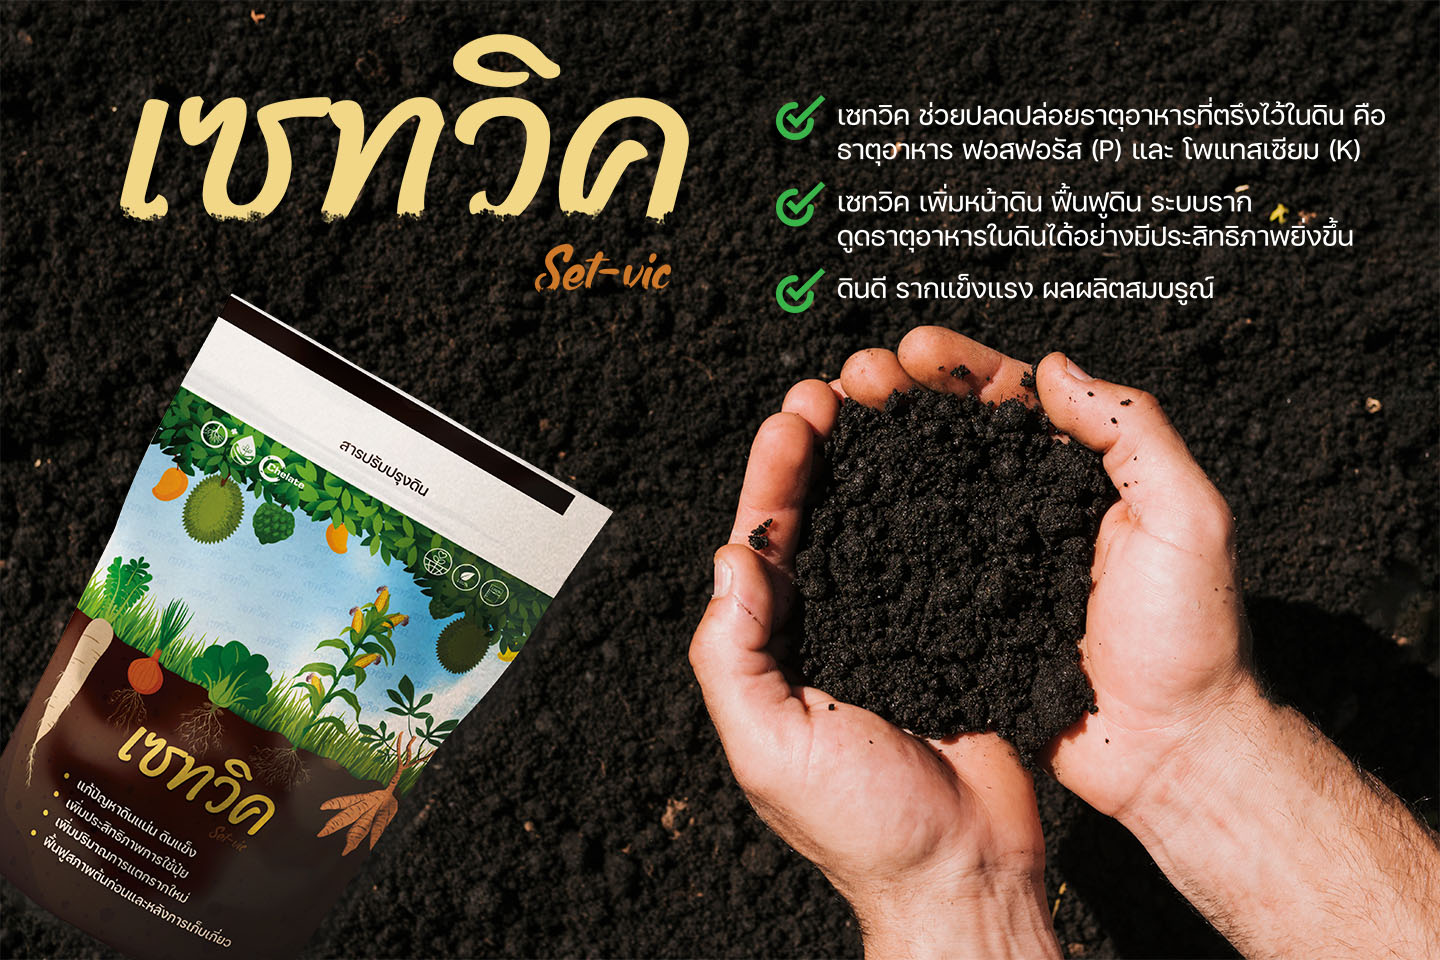 เซทวิค
Set-vic
เซทวิค ช่วยปลดปล่อยธาตุอาหารที่ตรึงไว้ในดิน คือ
ธาตุอาหาร ฟอสฟอรัส (P) และ โพแทสเซียม (K)
เซทวิค เพิ่มหน้าดิน ฟื้นฟูดิน ระบบราก
ดูดธาตุอาหารในดินได้อย่างมีประสิทธิภาพยิ่งขึ้น
ดินดี รากแข็งแรง ผลผลิตสมบรูณ์
สารปรับปรุงดิน
Chelate
เซทวิค
Set-vic
แก้ปัญหาดินแน่น ดินแข็ง
เพิ่มประสิทธิภาพการใช้ปุ๋ย
เพิ่มปริมาณการแตกรากใหม่
ฟื้นฟูสภาพต้นก่อนและหลังการเก็บเกี่ยว